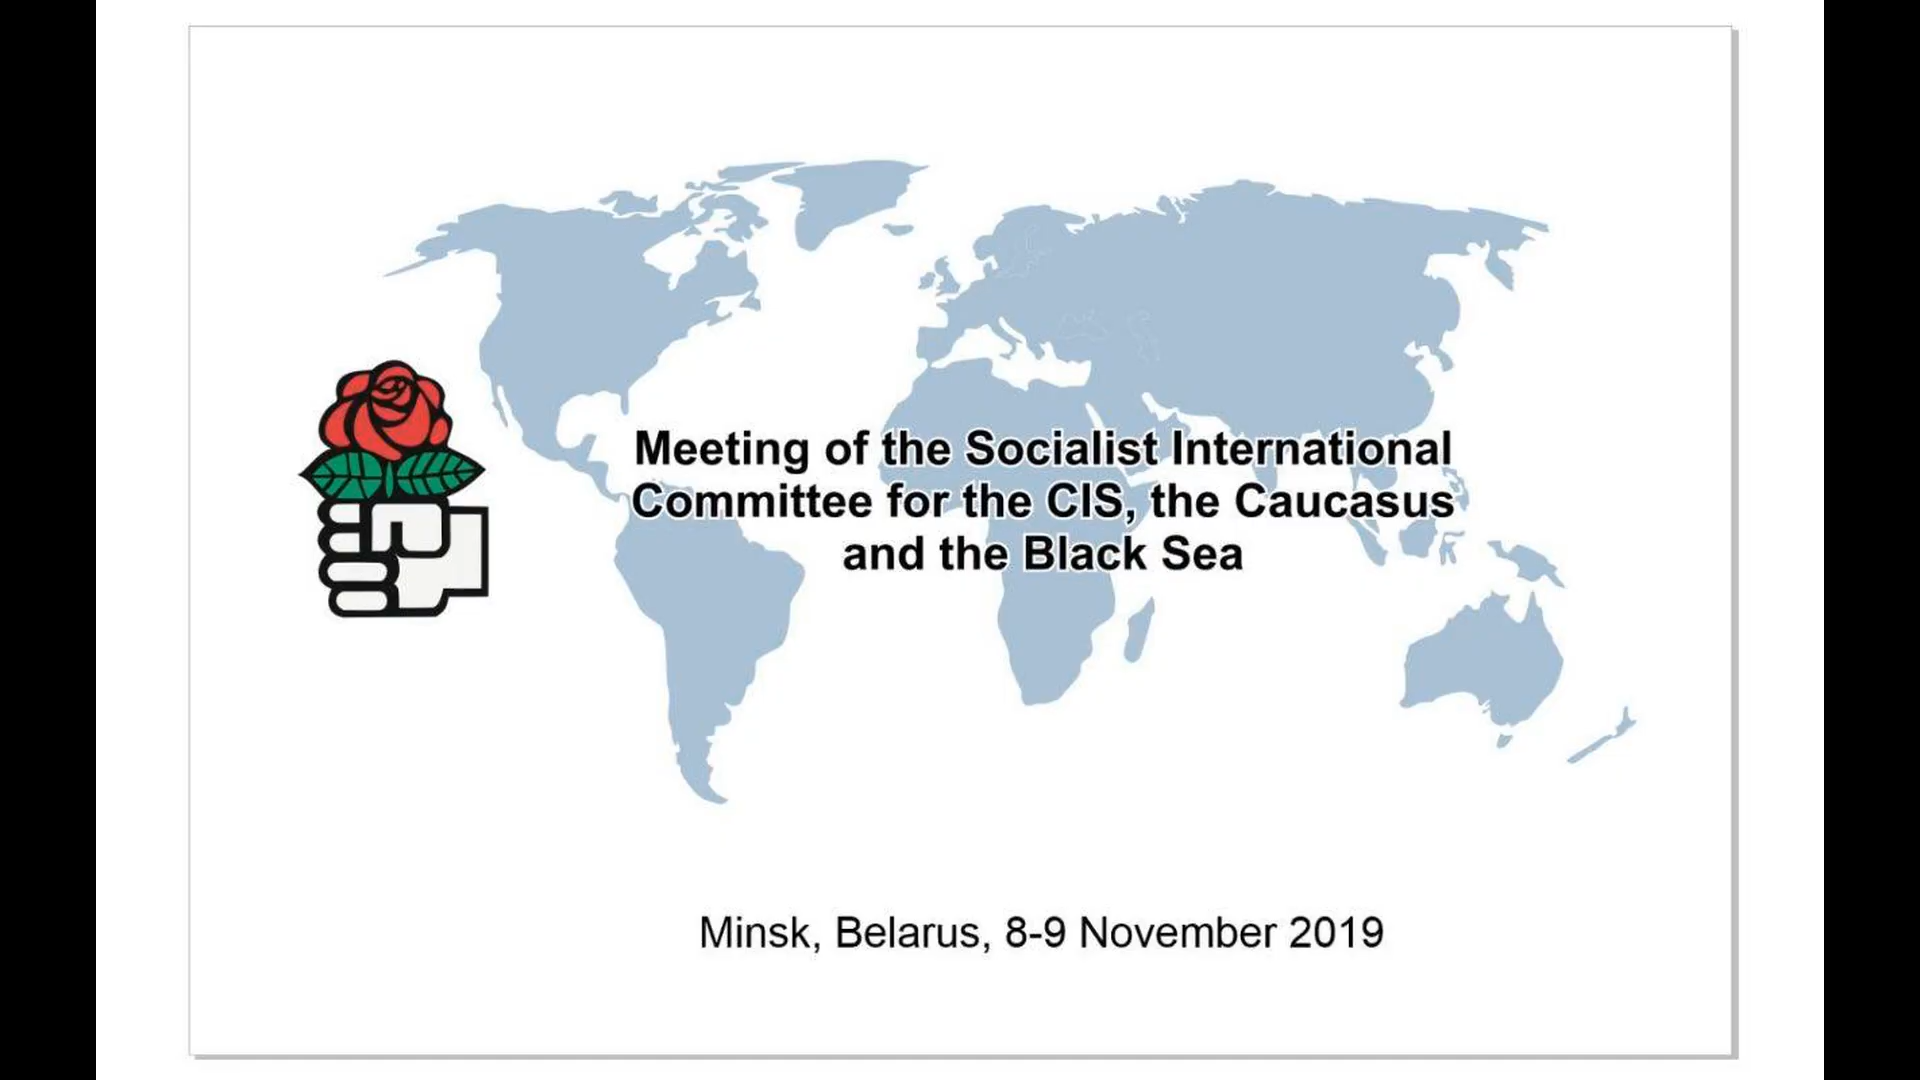 Meeting of the Socialist International
Committee for the CIS, the Caucasus
and the Black Sea
Minsk, Belarus, 8-9 November 2019